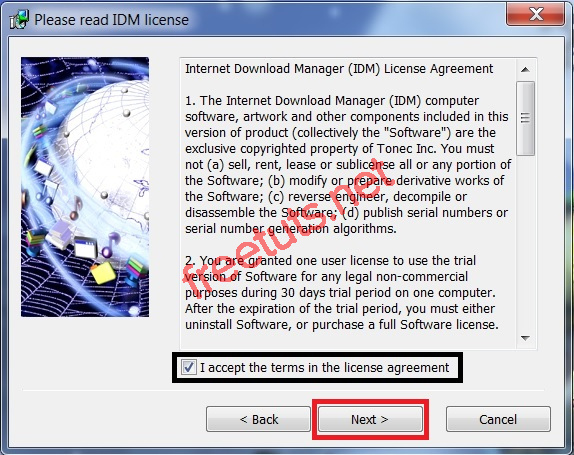 Please read IDM license
Internet Download Manager (IDM) License Agreement
1. The Internet Download Manager (IDM) computer
software, artwork and other components included in this
version of product (collectively the "Software") are the
exclusive copyrighted property of Tonec Inc. You must
not (a) sell, rent, lease or sublicense all or any portion of
the Software; (b) modify or prepare derivative works of
the Software; (c) reverse engineer, decompile or
disassemble the Software; (d) publish serial numbers or
serial number generation algorithms.
2. You are granted one user license to use the trial
version of Software for any legal non-commercial
purposes during 30 days trial period on one computer.
After the expiration of the trial period, you must either
uninstall Software, or purchase a full Software license.
freetuts.net
I accept the terms in the license agreement
< Back
Next >
Cancel